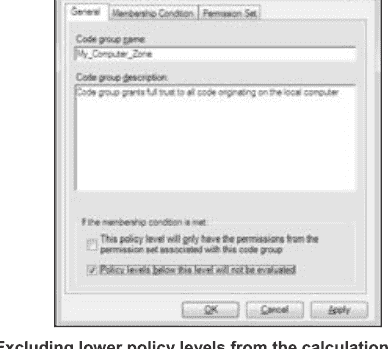 General Membership Condition Permission Set
Code group name:
My_Computer_Zone
Code group description:
Code group grants full trust to all code originating on the local computer
If the membership condition is met:
This policy level will only have the permissions from the
permission set associated with this code group
Policy levels below this level will not be evaluated
OK Cancel Apply
Excluding lower policy levels from the calculation